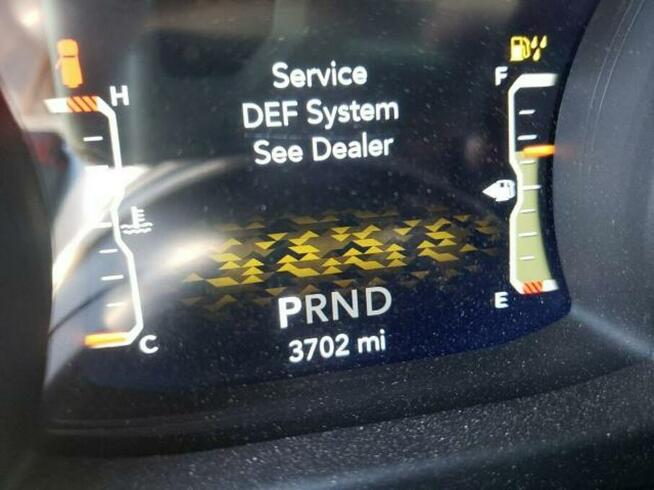 Service
H
F
DEF System
See Dealer
PRND
E
3702 mi
C